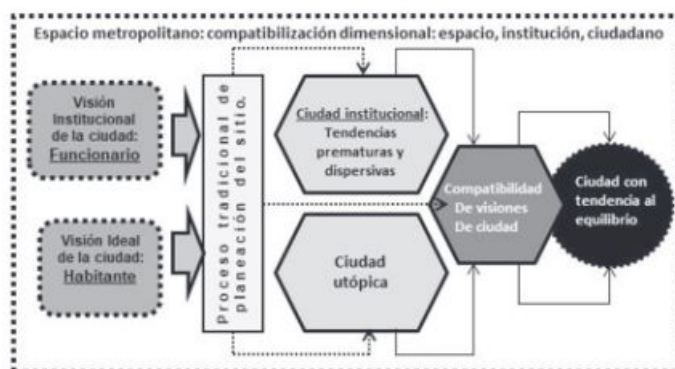 Espacio metropolitano: compatibilización dimensional: espacio, institución, ciudadano
Visión
Institucional
de la ciudad:
Funcionario
Visión Ideal
de la ciudad:
Habitante
Proceso tradicional de
planeación del sitio.
Ciudad institucional:
Tendencias
prematuras y
dispersivas
Ciudad
utópica
Compatibilidad
De visiones
De ciudad
Ciudad con
tendencia al
equilibrio